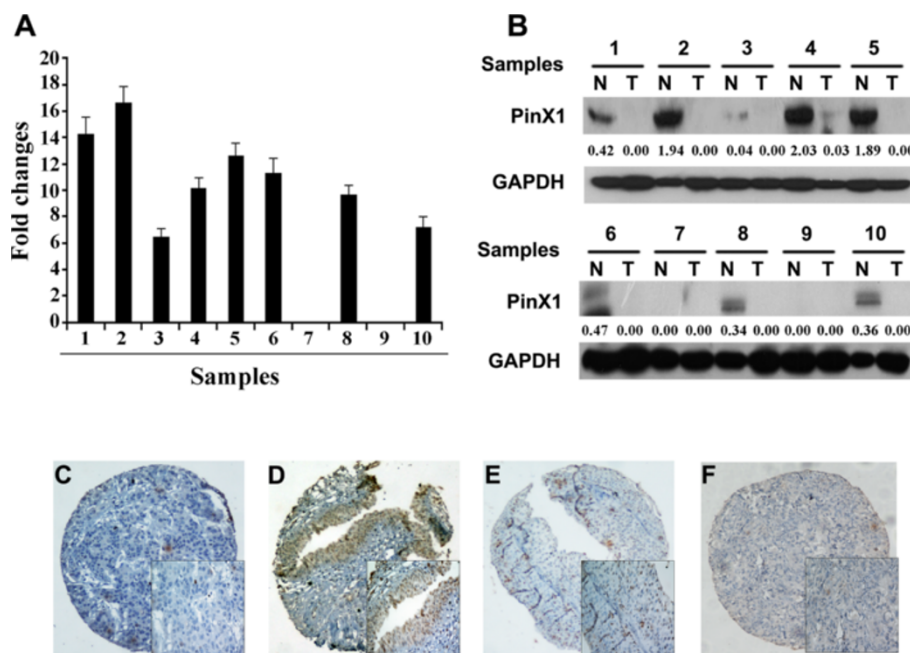 A
20
18
16
14
12
10
8
6
4
2
0
Fold changes
1 2 3 4 5 6 7 8 9 10
Samples
B
1 2 3 4 5
Samples
N T N T N T N T N T
PinX1
0.42 0.00 1.94 0.00 0.04 0.00 2.03 0.03 1.89 0.00
GAPDH
6 7 8 9 10
Samples
N T N T N T N T N T
PinX1
0.47 0.00 0.00 0.00 0.34 0.00 0.00 0.00 0.36 0.00
GAPDH
C D E F